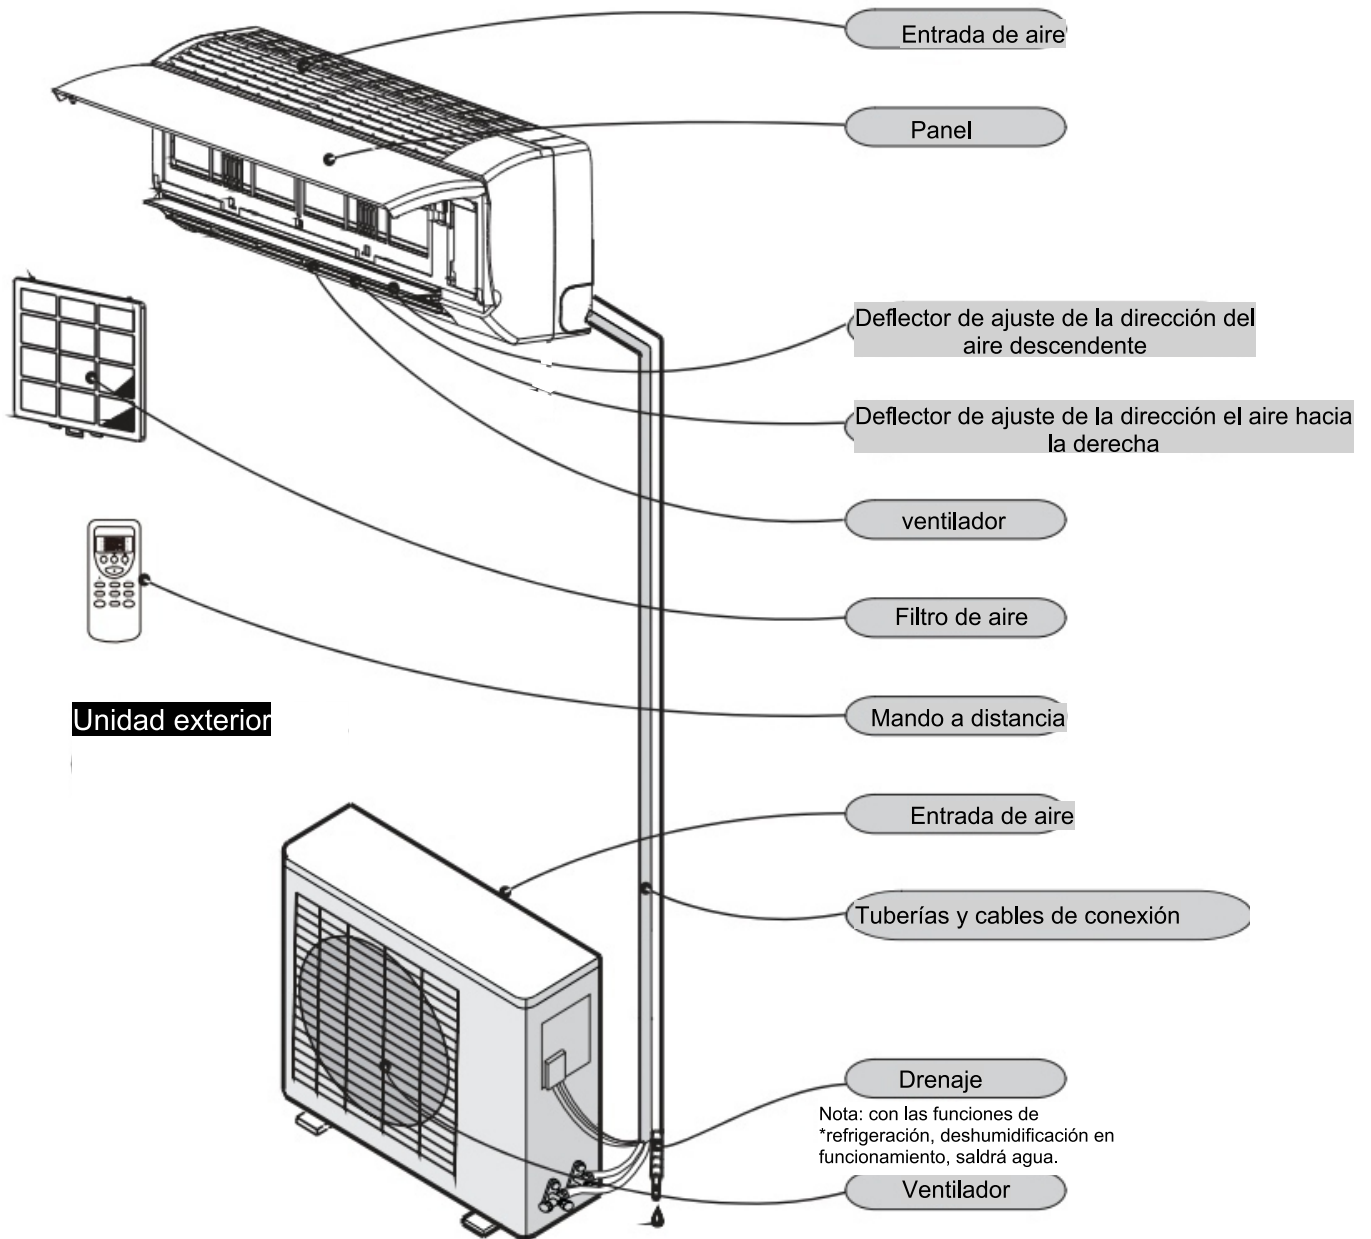 Entrada de aire
Panel
Deflector de ajuste de la dirección del
aire descendente
Deflector de ajuste de la dirección el aire hacia
la derecha
ventilador
Filtro de aire
Mando a distancia
Unidad exterior
Entrada de aire
Tuberías y cables de conexión
Drenaje
Nota: con las funciones de
*refrigeración, deshumidificación en
funcionamiento, saldrá agua.
Ventilador